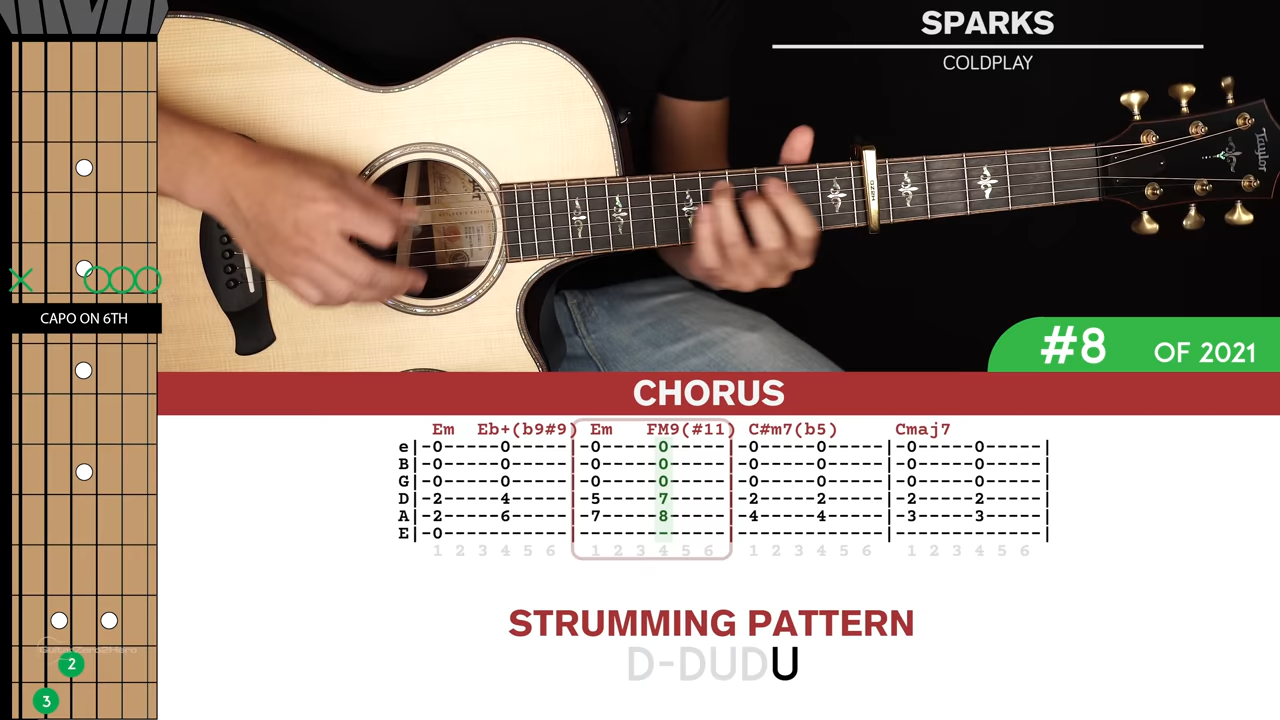 SPARKS
COLDPLAY
Taylor
CAPO ON 6TH
#8 OF 2021
CHORUS
Em Eb+(b9#9) Em FM9(#11) C#m7(b5) Cmaj7
e|-0-----0-----|-0-----0-----|-0-----0-----|-0-----0-----|
B|-0-----0-----|-0-----0-----|-0-----0-----|-0-----0-----|
G|-0-----0-----|-0-----0-----|-0-----0-----|-0-----0-----|
D|-2-----4-----|-5-----7-----|-2-----2-----|-2-----2-----|
A|-2-----6-----|-7-----8-----|-4-----4-----|-3-----3-----|
E|-0-----------|-------------|-------------|-------------|
1 2 3 4 5 6 1 2 3 4 5 6 1 2 3 4 5 6 1 2 3 4 5 6
STRUMMING PATTERN
D-DUDU
GuitarZero2Hero
2
3